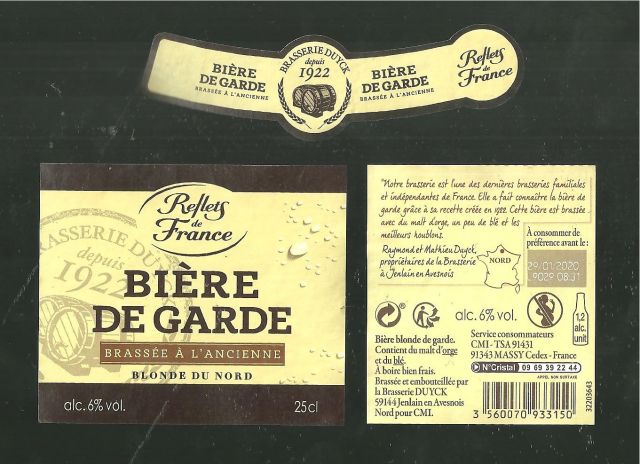 BIÈRE
DE GARDE
BRASSÉE À L'ANCIENNE
BRASSERIE DUYCK
depuis
1922
BIÈRE
DE GARDE
BRASSÉE À L'ANCIENNE
Reflets
de
France
Reflets
de
France
BRASSERIE DU
depuis
1922
BIÈRE
DE GARDE
BRASSÉE À L'ANCIENNE
BLONDE DU NORD
alc. 6% vol.
25cl
"Notre brasserie est l'une des dernières brasseries familiales
et indépendantes de France. Elle a fait connaître la bière de
garde grâce à sa recette créée en 1922. Cette bière est brassée
avec du malt d'orge, un peu de blé et les
meilleurs houblons.
Raymond et Mathieu Duyck,
propriétaires de la Brasserie
à Jenlain en Avesnois
NORD
À consommer de
préférence avant le :
29/01/2020
L9029 08:31
alc. 6% vol.
1,2
alc.
unit
Bière blonde de garde.
Contient du malt d'orge
et du blé.
À boire bien frais.
Brassée et embouteillée par
la Brasserie DUYCK
59144 Jenlain en Avesnois
Nord pour CMI.
Service consommateurs
CMI - TSA 91431
91343 MASSY Cedex - France
N°Cristal 09 69 39 22 44
APPEL NON SURTAXÉ
3 560070 933150
32203643